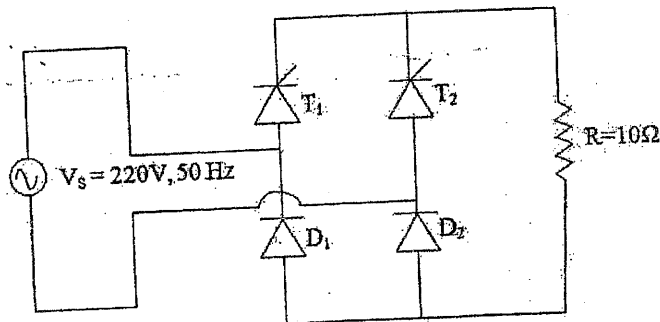 T₁
T₂
R=10Ω
V_S = 220V, 50 Hz
D₁
D₂